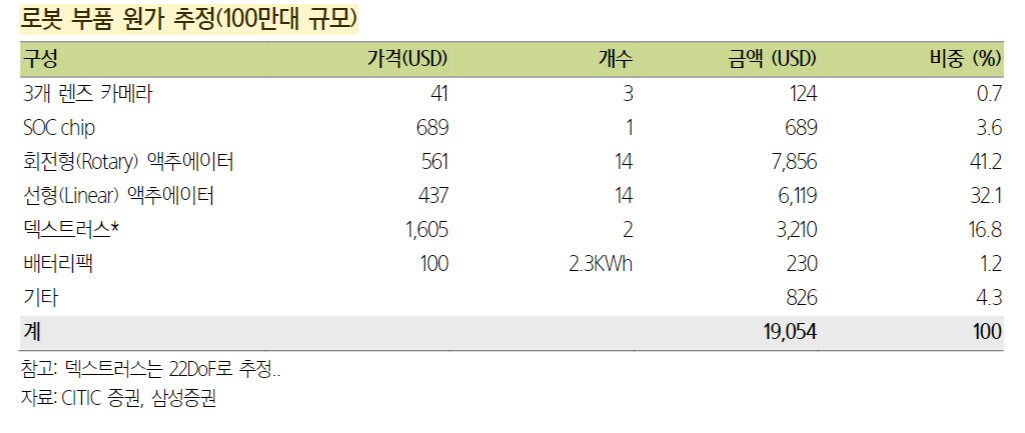 로봇 부품 원가 추정(100만대 규모)
구성 가격(USD) 개수 금액 (USD) 비중 (%)
3개 렌즈 카메라 41 3 124 0.7
SOC chip 689 1 689 3.6
회전형(Rotary) 액추에이터 561 14 7,856 41.2
선형(Linear) 액추에이터 437 14 6,119 32.1
덱스트러스* 1,605 2 3,210 16.8
배터리팩 100 2.3KWh 230 1.2
기타 826 4.3
계 19,054 100
참고: 덱스트러스는 22DoF로 추정..
자료: CITIC 증권, 삼성증권